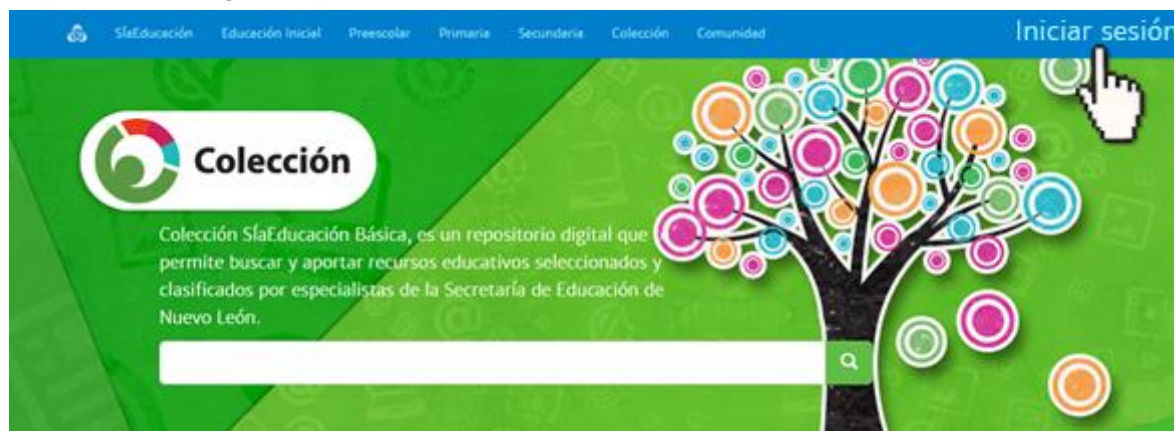 SíaEducación Educación Inicial Preescolar Primaria Secundaria Colección Comunidad Iniciar sesión
Colección
Colección SíaEducación Básica, es un repositorio digital que
permite buscar y aportar recursos educativos seleccionados y
clasificados por especialistas de la Secretaría de Educación de
Nuevo León.